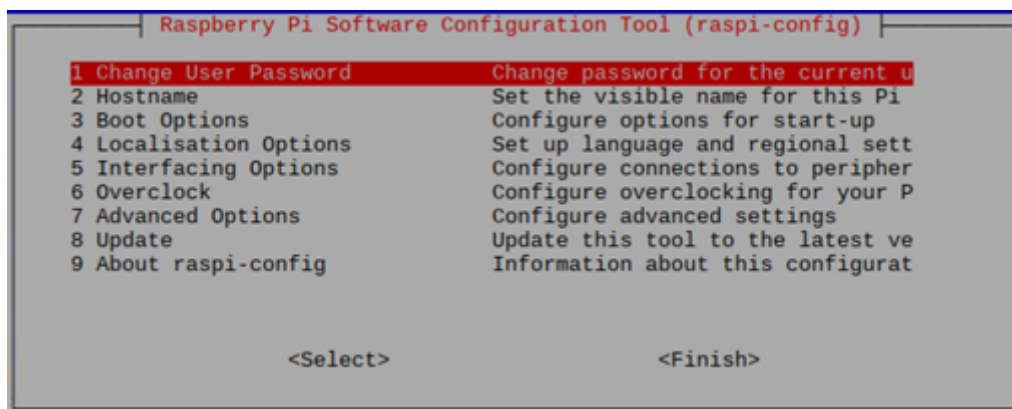 Raspberry Pi Software Configuration Tool (raspi-config)
1 Change User Password Change password for the current u
2 Hostname Set the visible name for this Pi
3 Boot Options Configure options for start-up
4 Localisation Options Set up language and regional sett
5 Interfacing Options Configure connections to peripher
6 Overclock Configure overclocking for your P
7 Advanced Options Configure advanced settings
8 Update Update this tool to the latest ve
9 About raspi-config Information about this configurat
<Select> <Finish>